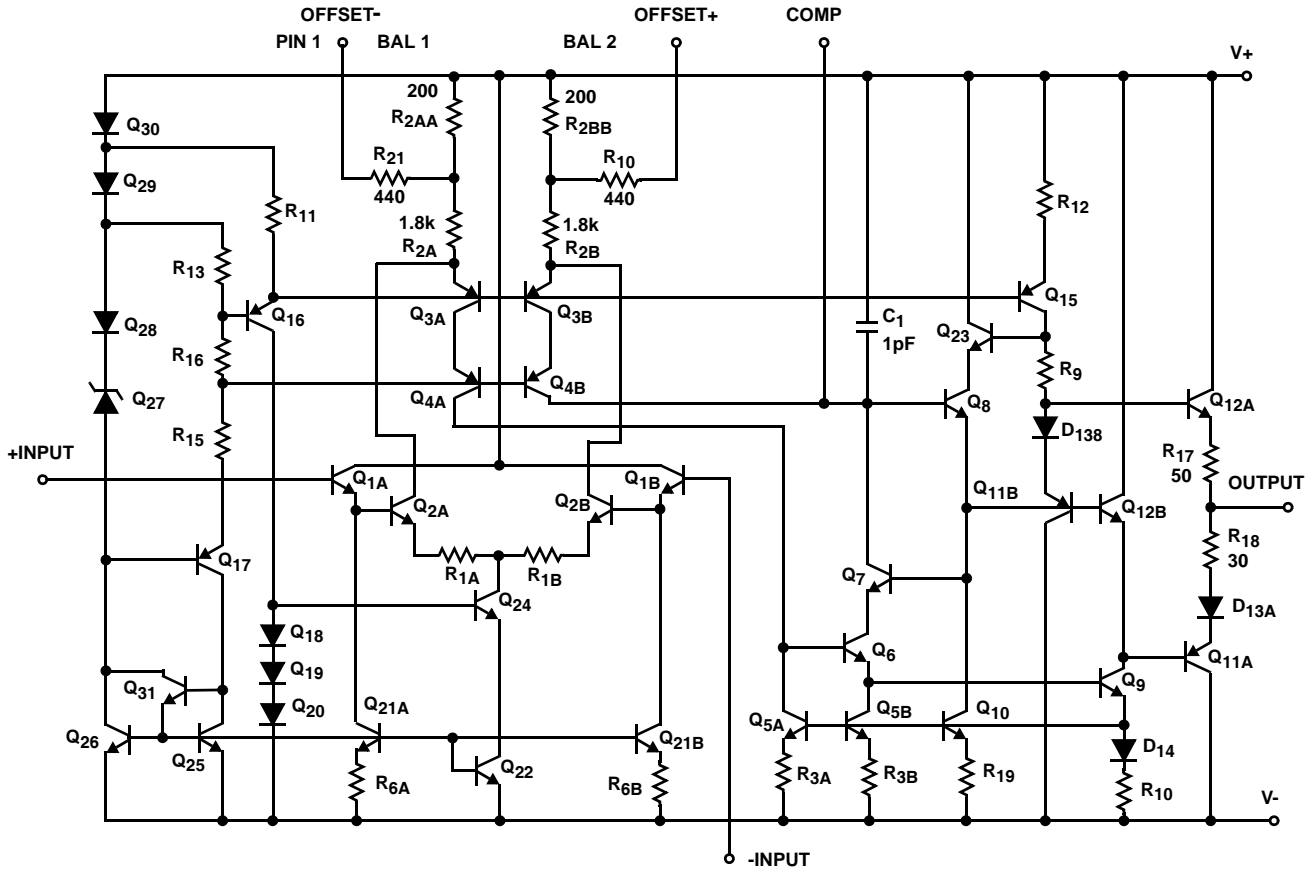 OFFSET-
OFFSET+
COMP
PIN 1
BAL 1
BAL 2
V+
200
R2AA
200
R2BB
Q30
R21
440
R10
440
Q29
R11
1.8k
R2A
1.8k
R2B
R12
R13
Q16
Q3A
Q3B
Q15
Q28
C1
1pF
Q23
R16
R9
Q27
Q4A
Q4B
Q8
Q12A
R15
D138
+INPUT
R17
50
Q1A
Q1B
OUTPUT
Q2A
Q2B
Q11B
Q12B
R18
30
Q17
R1A
R1B
Q7
Q24
D13A
Q18
Q6
Q11A
Q19
Q9
Q31
Q20
Q21A
Q5A
Q5B
Q10
Q26
Q21B
Q25
Q22
D14
R6A
R6B
R3A
R3B
R19
R10
V-
-INPUT